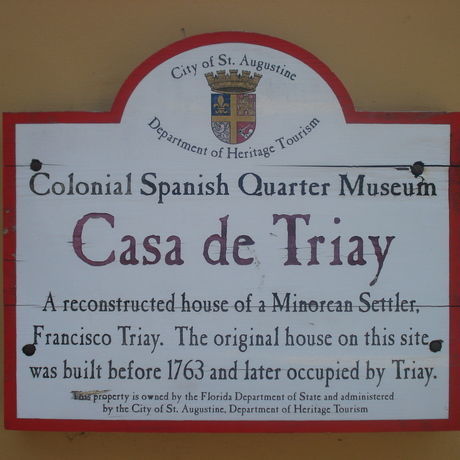 City of St. Augustine
Department of Heritage Tourism
Colonial Spanish Quarter Museum
Casa de Triay
A reconstructed house of a Minorcan Settler,
Francisco Triay. The original house on this site
was built before 1763 and later occupied by Triay.
This property is owned by the Florida Department of State and administered
by the City of St. Augustine, Department of Heritage Tourism